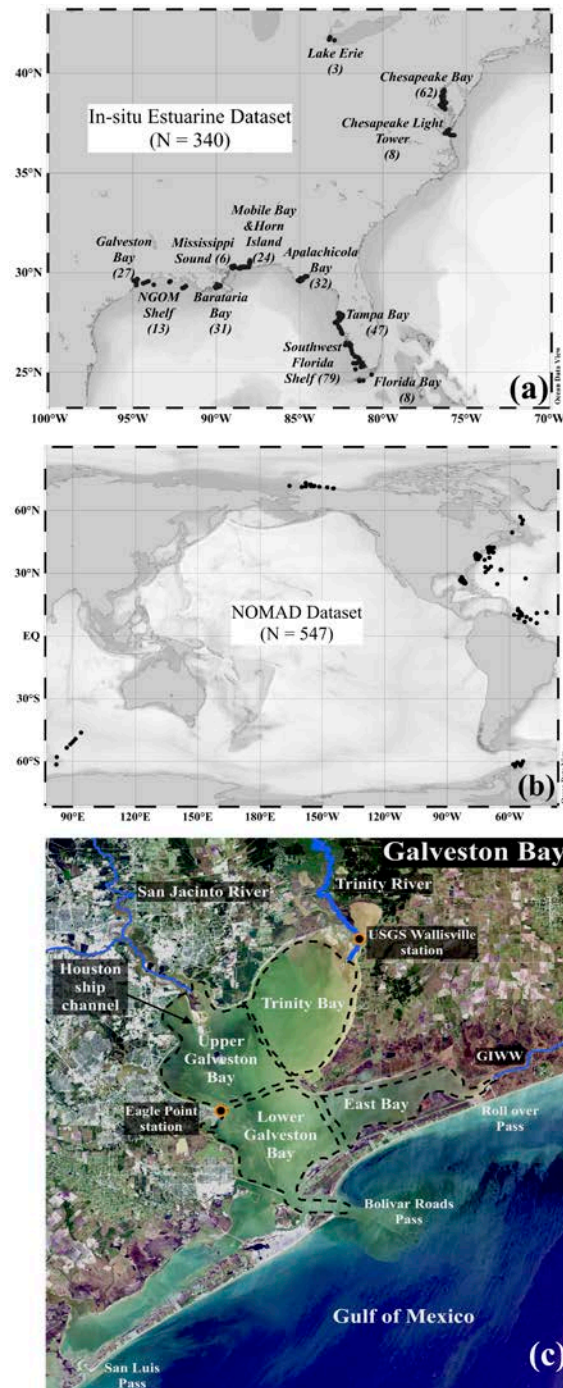 40°N
35°N
30°N
25°N
Lake Erie
(3)
Chesapeake Bay
(62)
Chesapeake Light
Tower
(8)
In-situ Estuarine Dataset
(N = 340)
Mobile Bay
&Horn
Island
(24)
Galveston
Bay
(27)
Mississippi
Sound (6)
Apalachicola
Bay
(32)
NGOM
Shelf
(13)
Barataria
Bay
(31)
Tampa Bay
(47)
Southwest
Florida
Shelf (79)
Florida Bay
(8)
(a)
Ocean Data View
100°W 95°W 90°W 85°W 80°W 75°W 70°W
60°N
30°N
EQ
30°S
60°S
NOMAD Dataset
(N = 547)
(b)
90°E 120°E 150°E 180°W 150°W 120°W 90°W 60°W
Galveston Bay
San Jacinto River
Trinity River
USGS Wallisville
station
Houston
ship
channel
Trinity Bay
Upper
Galveston
Bay
GIWW
Eagle Point
station
Lower
Galveston
Bay
East Bay
Roll over
Pass
Bolivar Roads
Pass
Gulf of Mexico
San Luis
Pass
(c)